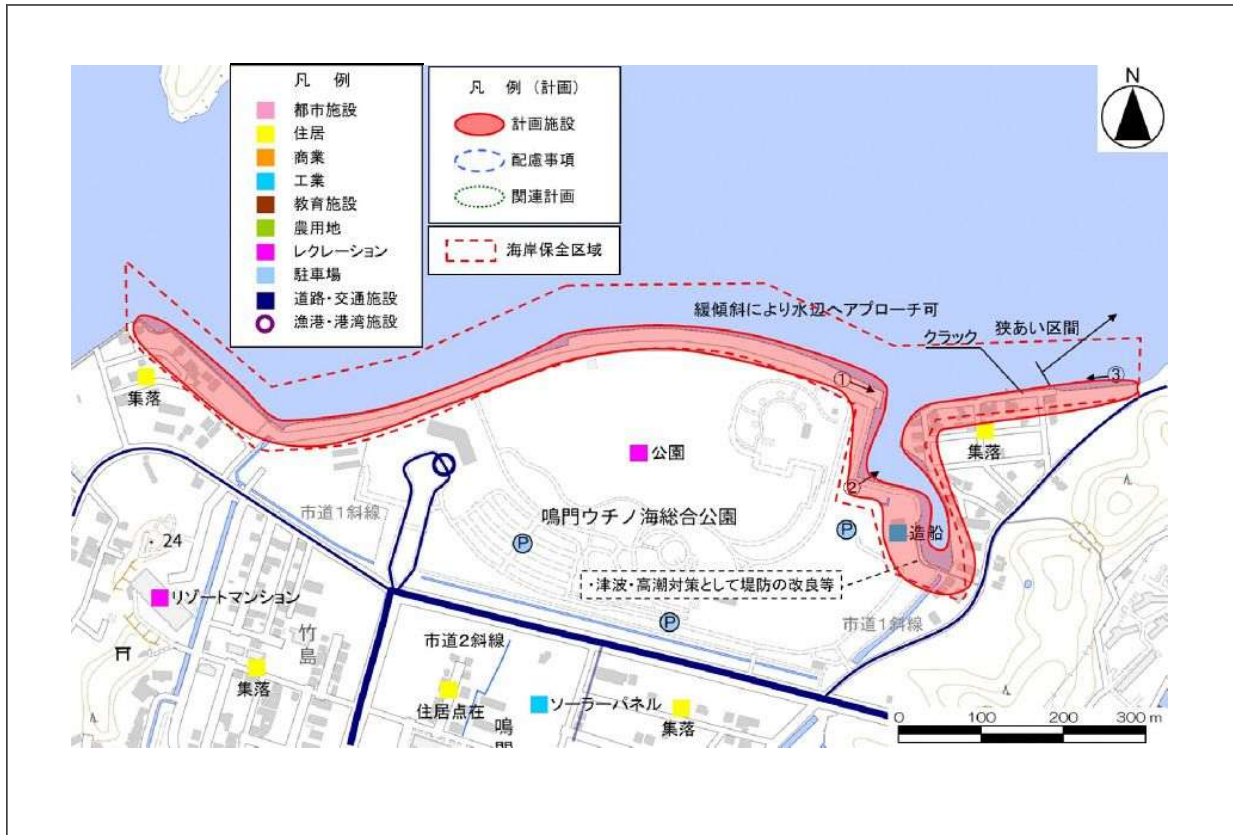 凡 例
都市施設
住居
商業
工業
教育施設
農用地
レクレーション
駐車場
道路・交通施設
漁港・港湾施設
凡 例 (計画)
計画施設
配慮事項
関連計画
海岸保全区域
N
緩傾斜により水辺へアプローチ可
クラック
狭あい区間
①
③
集落
集落
公園
②
市道1斜線
鳴門ウチノ海総合公園
造船
P
P
・24
・津波・高潮対策として堤防の改良等
リゾートマンション
P
市道1斜線
竹島
市道2斜線
集落
住居点在
ソーラーパネル
集落
鳴門
0 100 200 300 m